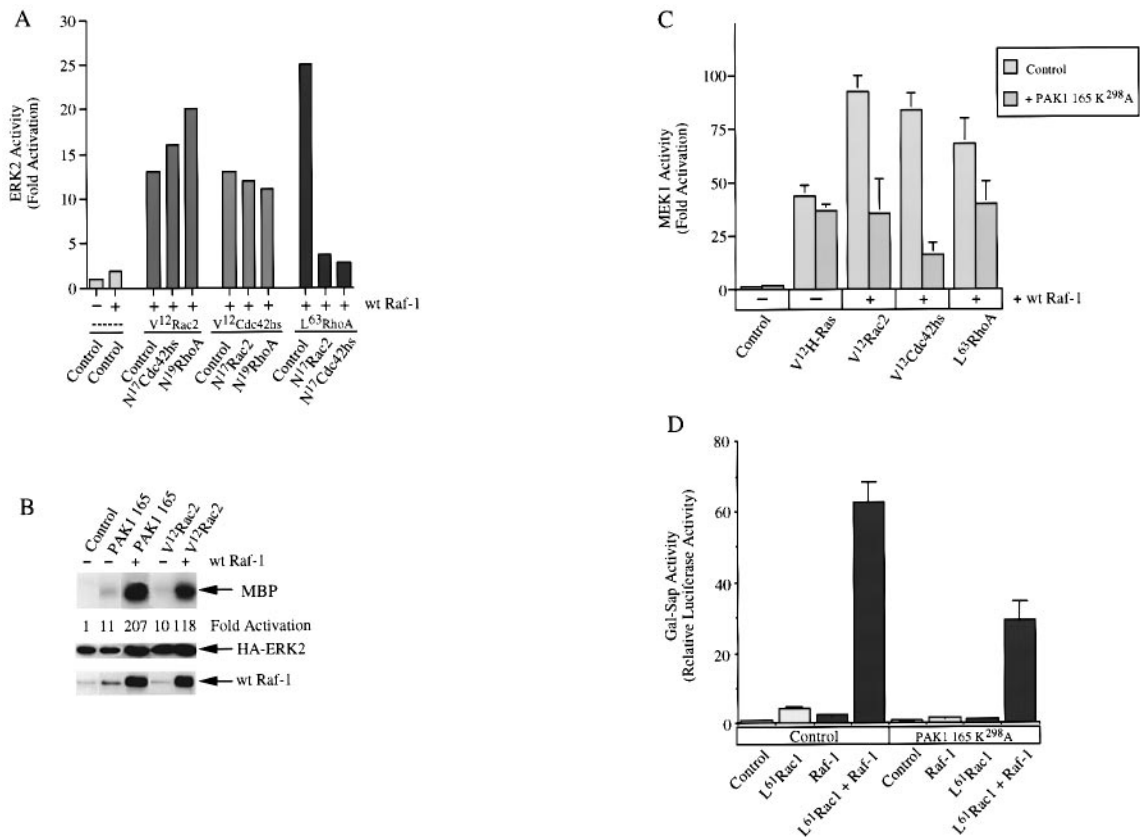 A
30
25
20
15
10
5
0
ERK2 Activity
(Fold Activation)
− + + + + + + + + + + wt Raf-1
------ V¹²Rac2 V¹²Cdc42hs L⁶³RhoA
Control
Control
Control
N¹⁷Cdc42hs
N¹⁹RhoA
Control
N¹⁷Rac2
N¹⁹RhoA
Control
N¹⁷Rac2
N¹⁷Cdc42hs
B
Control
PAK1 165
PAK1 165
V¹²Rac2
V¹²Rac2
− − + − + wt Raf-1
MBP
1 11 207 10 118 Fold Activation
HA-ERK2
wt Raf-1
C
Control
+ PAK1 165 K²⁹⁸A
100
75
50
25
0
MEK1 Activity
(Fold Activation)
− − + + + + wt Raf-1
Control
V¹²H-Ras
V¹²Rac2
V¹²Cdc42hs
L⁶³RhoA
D
80
60
40
20
0
Gal-Sap Activity
(Relative Luciferase Activity)
Control PAK1 165 K²⁹⁸A
Control
L⁶¹Rac1
Raf-1
L⁶¹Rac1 + Raf-1
Control
Raf-1
L⁶¹Rac1
L⁶¹Rac1 + Raf-1